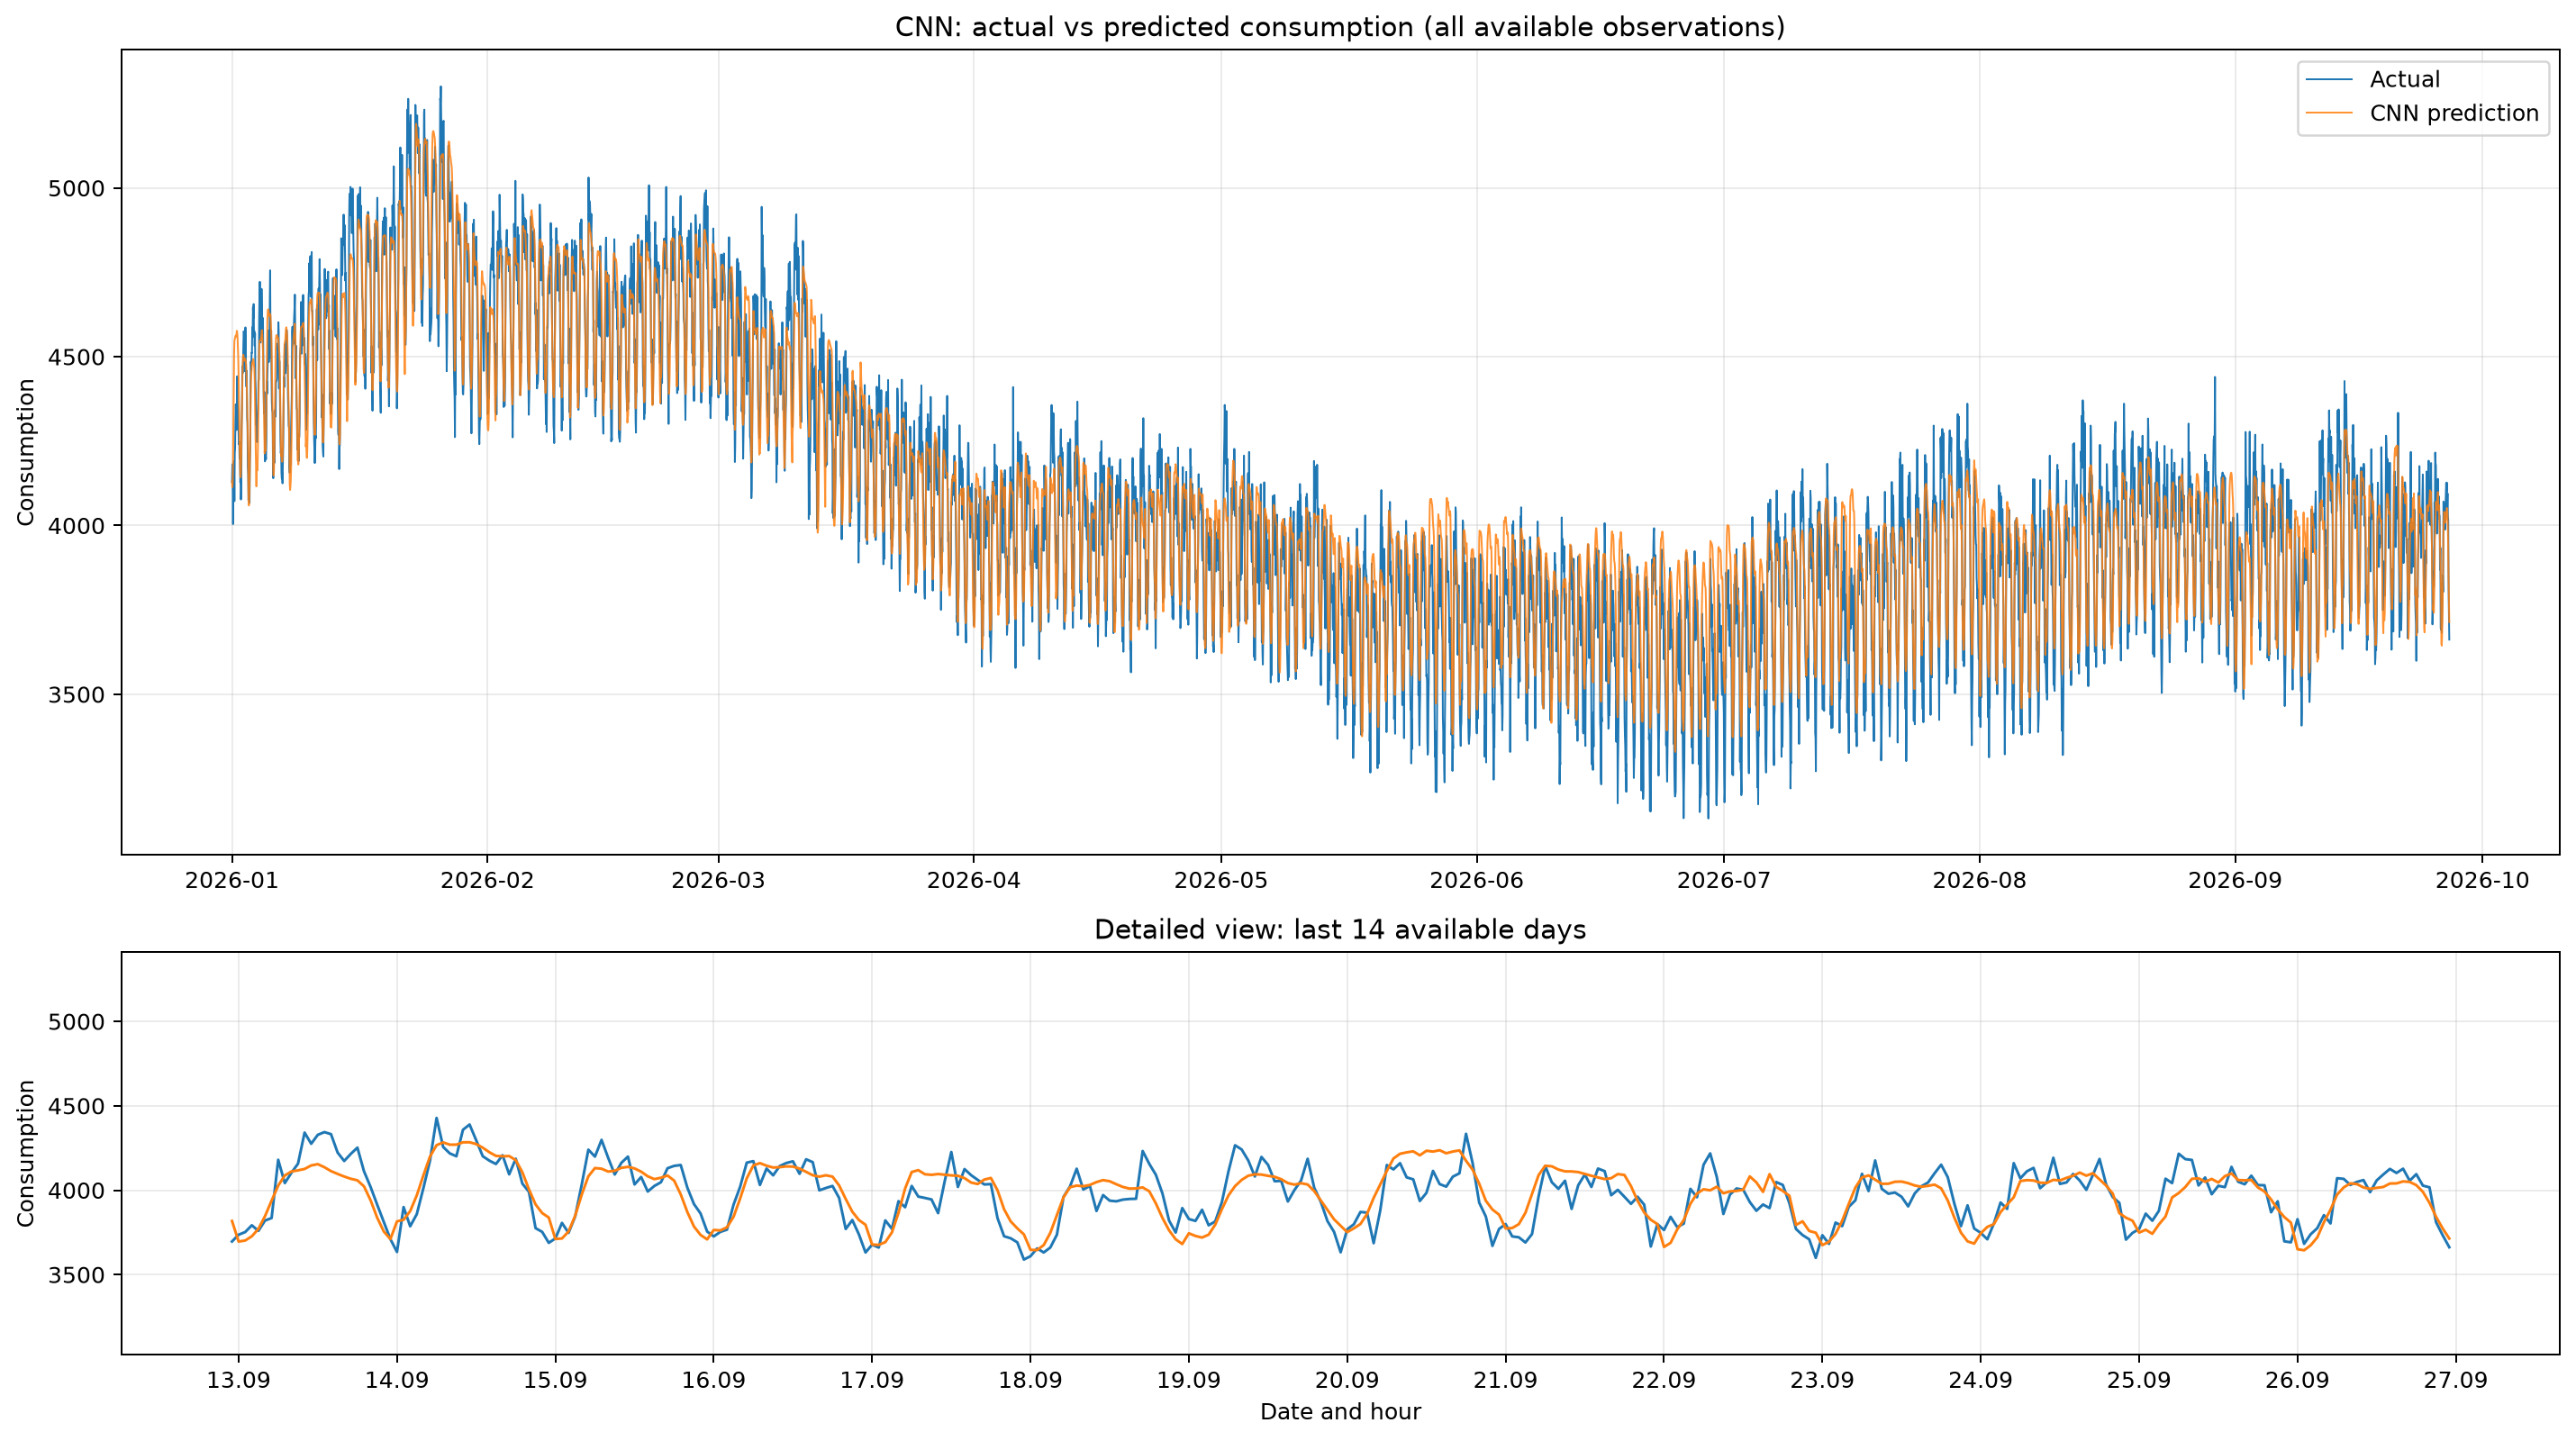 CNN: actual vs predicted consumption (all available observations)
Actual
CNN prediction
Consumption
5000
4500
4000
3500
2026-01 2026-02 2026-03 2026-04 2026-05 2026-06 2026-07 2026-08 2026-09 2026-10
Detailed view: last 14 available days
Consumption
5000
4500
4000
3500
13.09 14.09 15.09 16.09 17.09 18.09 19.09 20.09 21.09 22.09 23.09 24.09 25.09 26.09 27.09
Date and hour